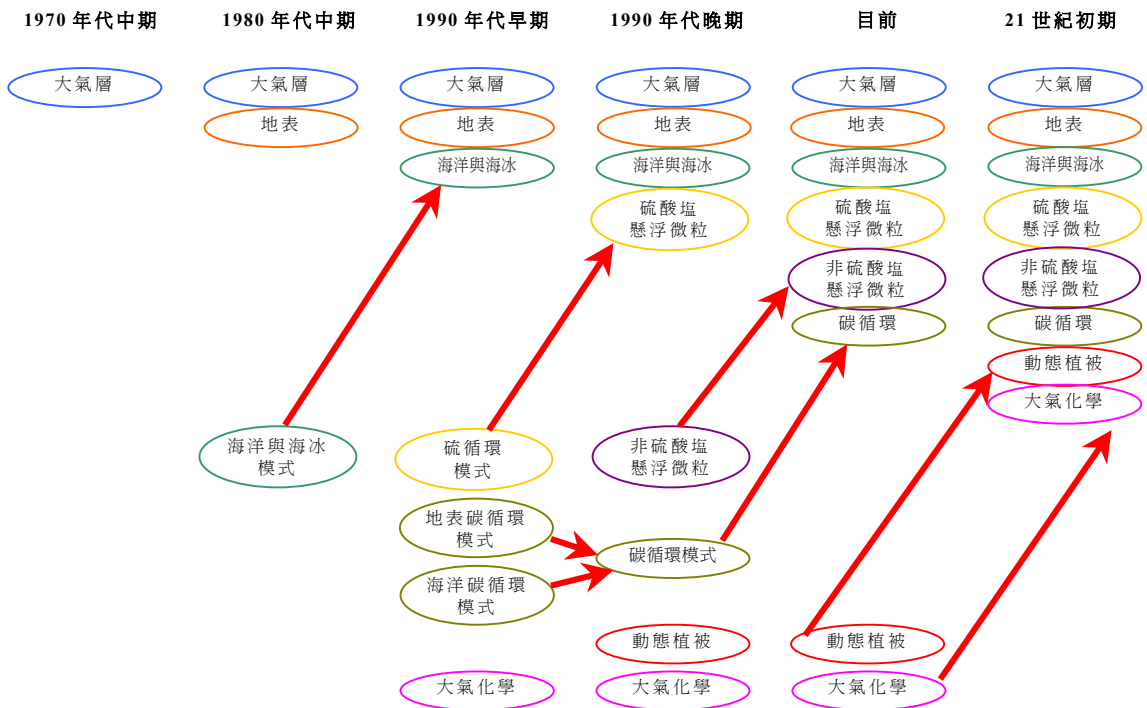 1970 年代中期 1980 年代中期 1990 年代早期 1990 年代晚期 目前 21 世紀初期
大氣層 大氣層 大氣層 大氣層 大氣層 大氣層
地表 地表 地表 地表 地表
海洋與海冰 海洋與海冰 海洋與海冰 海洋與海冰
硫酸塩 硫酸塩 硫酸塩
懸浮微粒 懸浮微粒 懸浮微粒
非硫酸塩 非硫酸塩
懸浮微粒 懸浮微粒
碳循環 碳循環
動態植被
大氣化學
海洋與海冰 硫循環 非硫酸塩
模式 模式 懸浮微粒
地表碳循環
模式
碳循環模式
海洋碳循環
模式
動態植被 動態植被
大氣化學 大氣化學 大氣化學